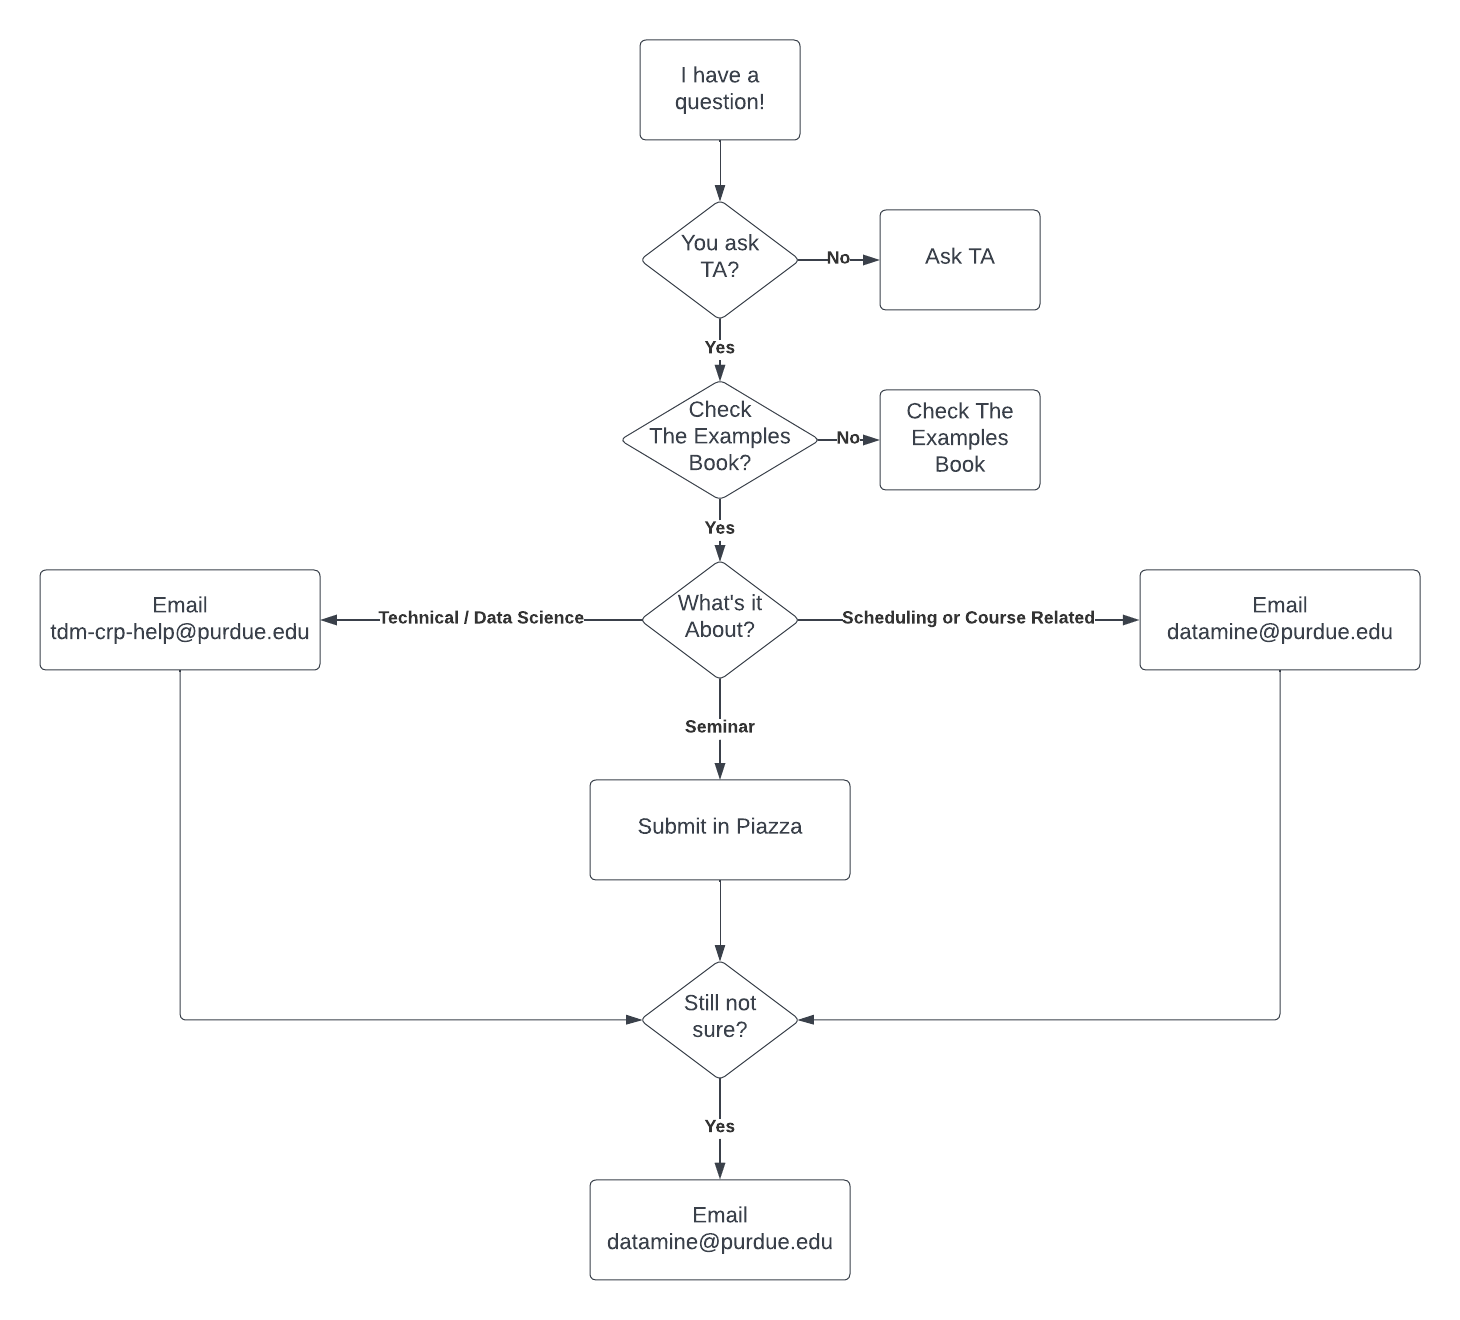 I have a
question!
You ask
TA?
No
Ask TA
Yes
Check
The Examples
Book?
No
Check The
Examples
Book
Yes
Email
tdm-crp-help@purdue.edu
Technical / Data Science
What's it
About?
Scheduling or Course Related
Email
datamine@purdue.edu
Seminar
Submit in Piazza
Still not
sure?
Yes
Email
datamine@purdue.edu